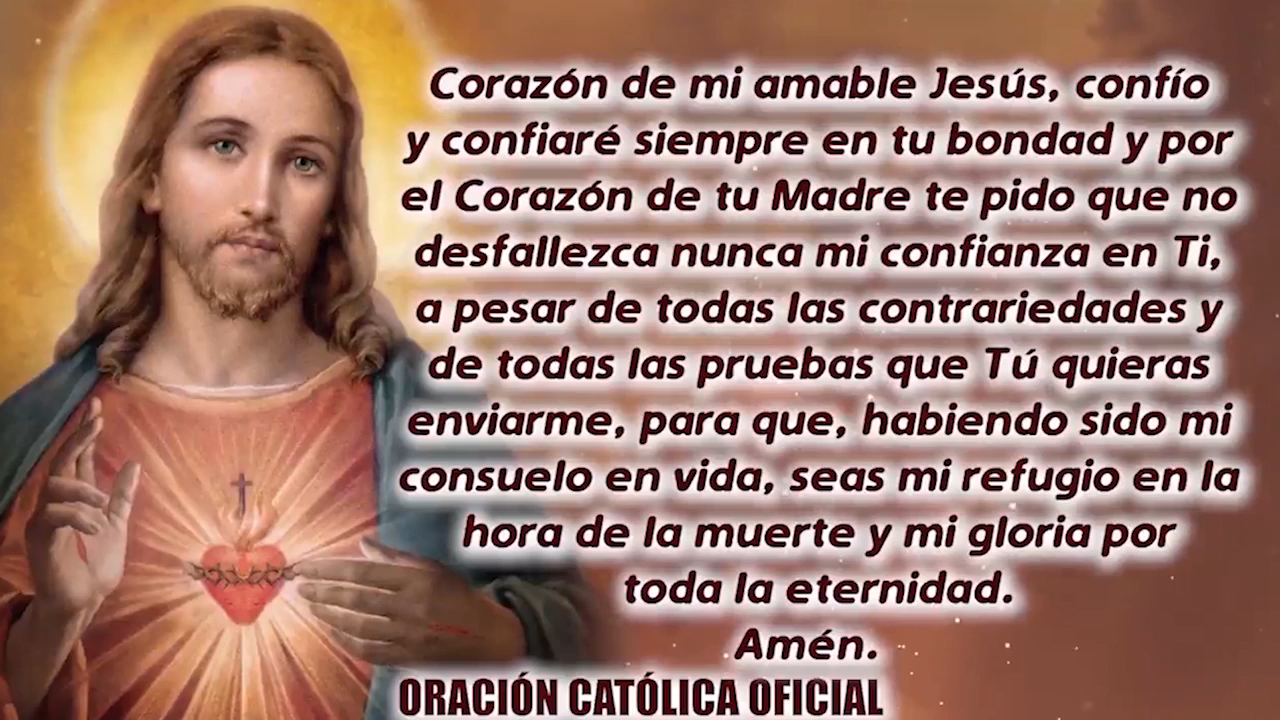 Corazón de mi amable Jesús, confío
y confiaré siempre en tu bondad y por
el Corazón de tu Madre te pido que no
desfallezca nunca mi confianza en Ti,
a pesar de todas las contrariedades y
de todas las pruebas que Tú quieras
enviarme, para que, habiendo sido mi
consuelo en vida, seas mi refugio en la
hora de la muerte y mi gloria por
toda la eternidad.
Amén.
ORACIÓN CATÓLICA OFICIAL